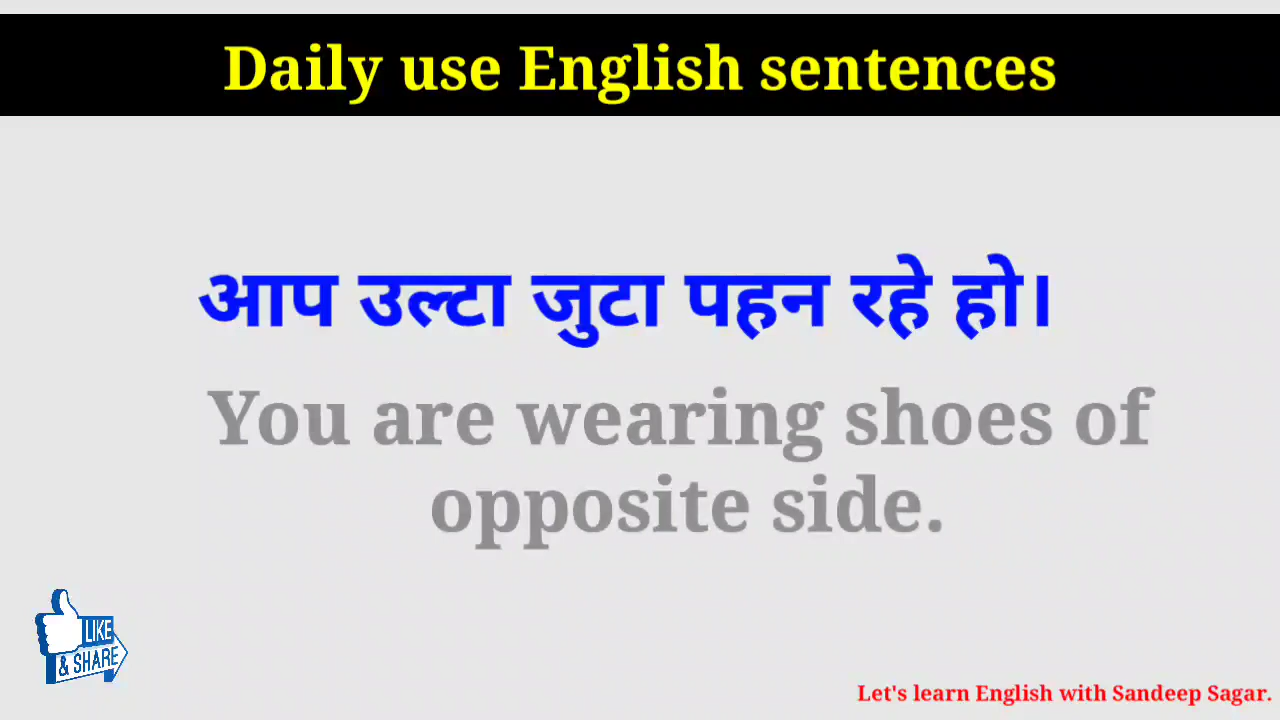 Daily use English sentences
आप उल्टा जुटा पहन रहे हो।
You are wearing shoes of
opposite side.
LIKE
& SHARE
Let's learn English with Sandeep Sagar.